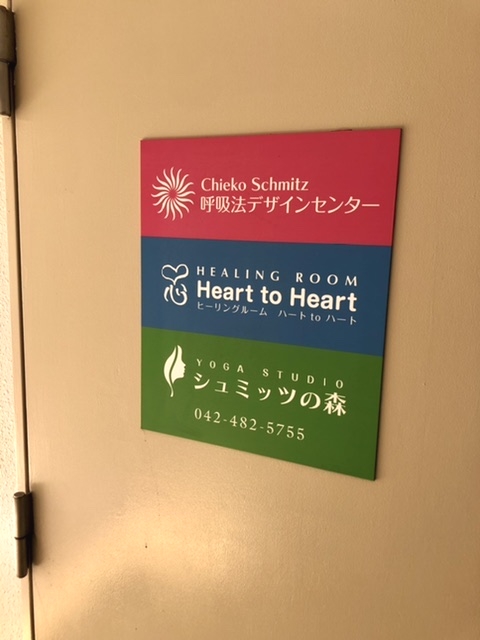 Chieko Schmitz
呼吸法デザインセンター
HEALING ROOM
Heart to Heart
ヒーリングルーム ハート to ハート
YOGA STUDIO
シュミッツの森
042-482-5755